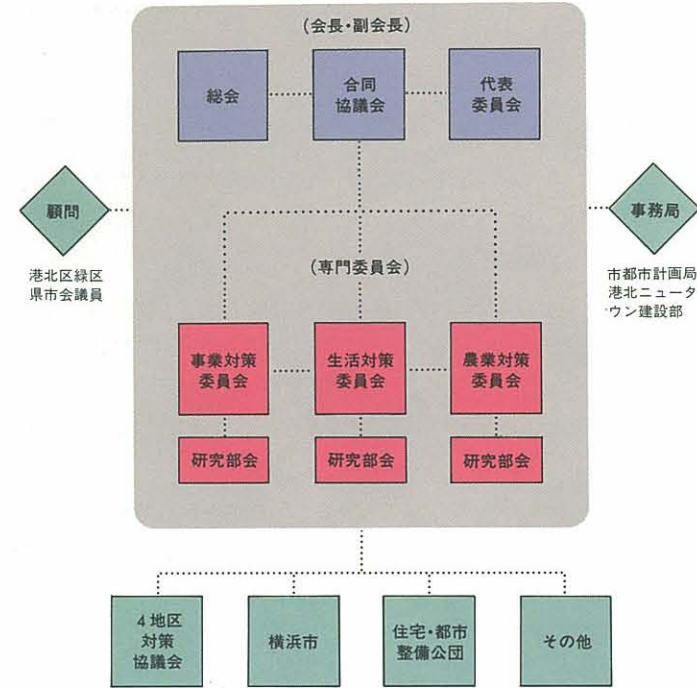 (会長・副会長)
総会
合同
協議会
代表
委員会
顧問
港北区緑区
県市会議員
事務局
市都市計画局
港北ニュータ
ウン建設部
(専門委員会)
事業対策
委員会
生活対策
委員会
農業対策
委員会
研究部会
研究部会
研究部会
4地区
対策
協議会
横浜市
住宅・都市
整備公団
その他